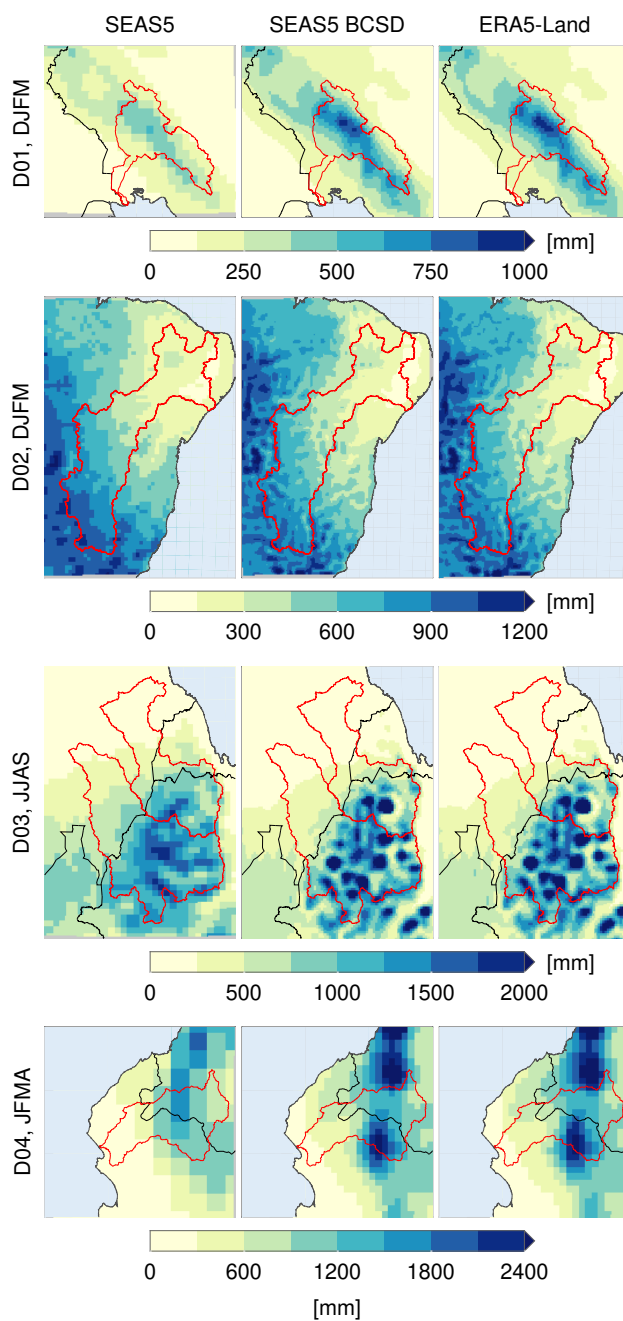 SEAS5 SEAS5 BCSD ERA5-Land
D01, DJFM
0 250 500 750 1000 [mm]
D02, DJFM
0 300 600 900 1200 [mm]
D03, JJAS
0 500 1000 1500 2000 [mm]
D04, JFMA
0 600 1200 1800 2400
[mm]